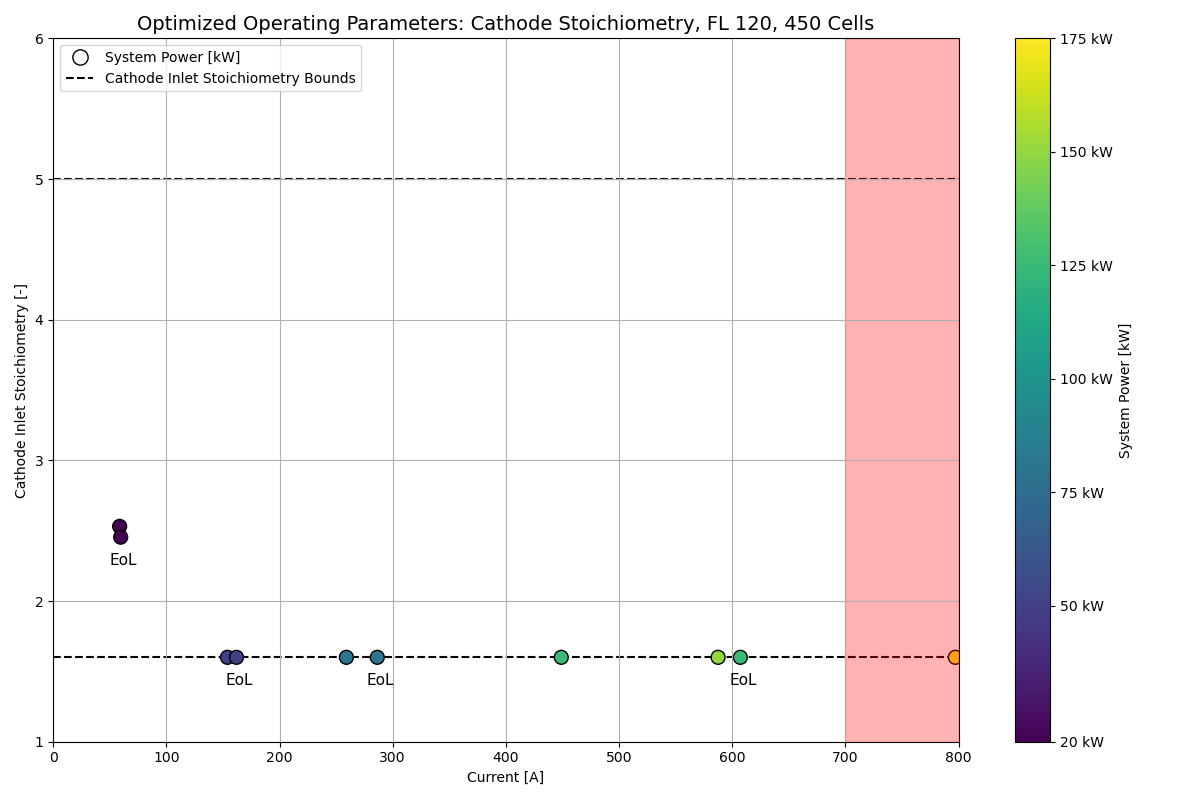 Optimized Operating Parameters: Cathode Stoichiometry, FL 120, 450 Cells
System Power [kW]
Cathode Inlet Stoichiometry Bounds
Cathode Inlet Stoichiometry [-]
6
5
4
3
2
1
EoL
EoL
EoL
EoL
0
100
200
300
400
500
600
700
800
Current [A]
175 kW
150 kW
125 kW
100 kW
75 kW
50 kW
20 kW
System Power [kW]